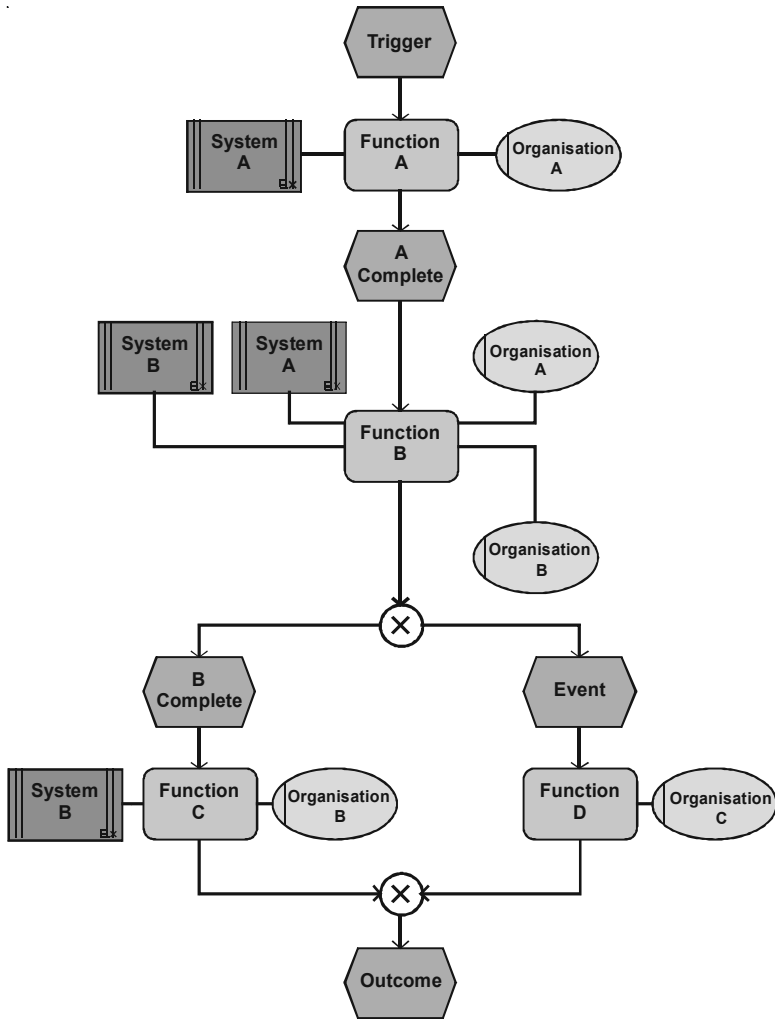 Trigger
System
A
Function
A
Organisation
A
A
Complete
System
B
System
A
Organisation
A
Function
B
Organisation
B
B
Complete
Event
System
B
Function
C
Organisation
B
Function
D
Organisation
C
Outcome